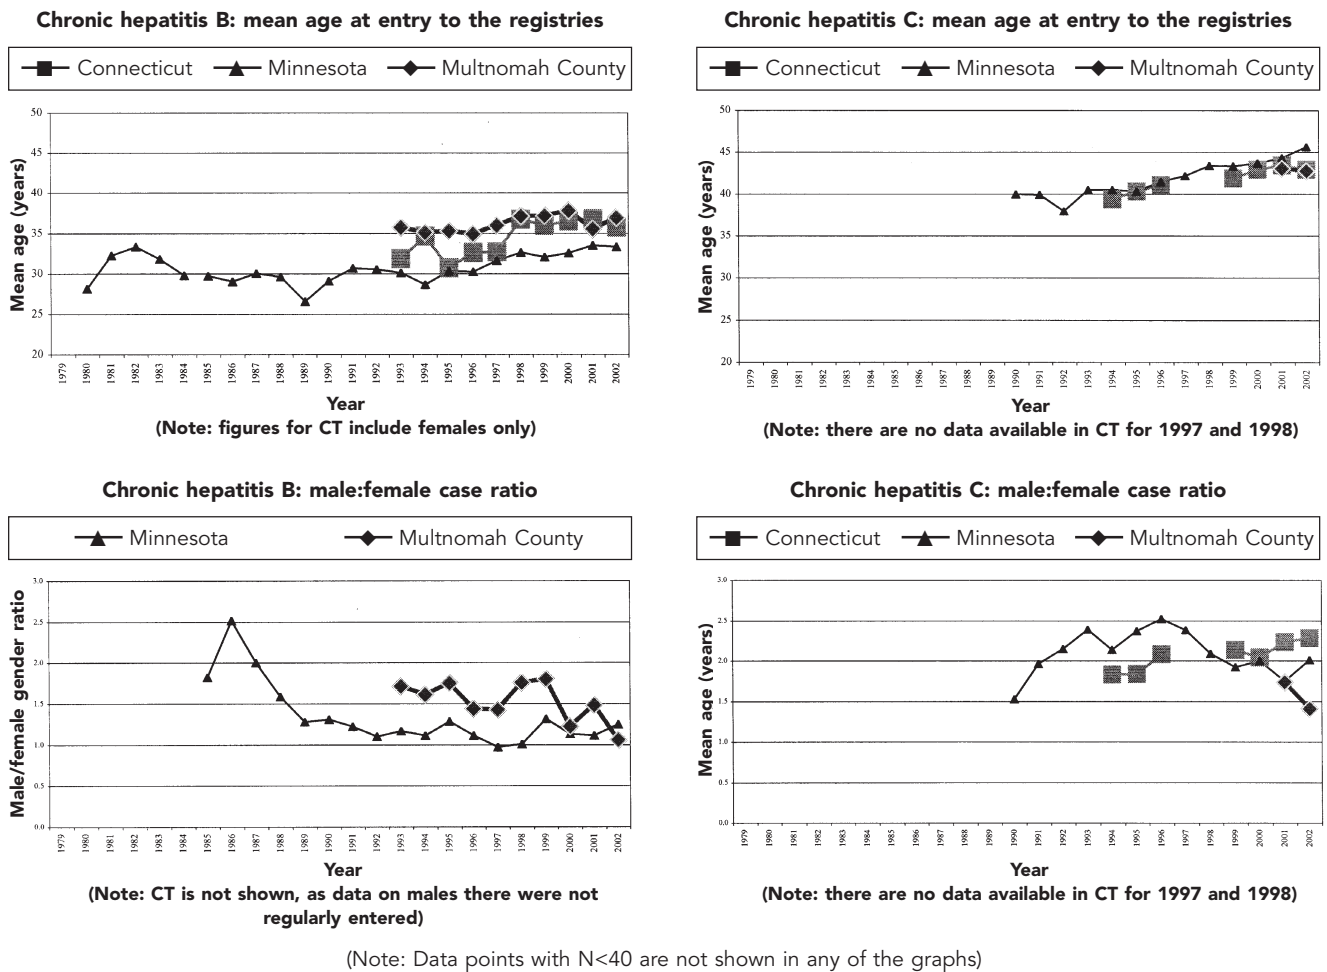 Chronic hepatitis B: mean age at entry to the registries
Connecticut Minnesota Multnomah County
50
45
40
35
30
25
20
Mean age (years)
1979 1980 1981 1982 1983 1984 1985 1986 1987 1988 1989 1990 1991 1992 1993 1994 1995 1996 1997 1998 1999 2000 2001 2002
Year
(Note: figures for CT include females only)
Chronic hepatitis C: mean age at entry to the registries
Connecticut Minnesota Multnomah County
50
45
40
35
30
25
20
Mean age (years)
1979 1980 1981 1982 1983 1984 1985 1986 1987 1988 1989 1990 1991 1992 1993 1994 1995 1996 1997 1998 1999 2000 2001 2002
Year
(Note: there are no data available in CT for 1997 and 1998)
Chronic hepatitis B: male:female case ratio
Minnesota Multnomah County
3.0
2.5
2.0
1.5
1.0
0.5
0.0
Male/female gender ratio
1979 1980 1981 1982 1983 1984 1985 1986 1987 1988 1989 1990 1991 1992 1993 1994 1995 1996 1997 1998 1999 2000 2001 2002
Year
(Note: CT is not shown, as data on males there were not
regularly entered)
Chronic hepatitis C: male:female case ratio
Connecticut Minnesota Multnomah County
3.0
2.5
2.0
1.5
1.0
0.5
0.0
Mean age (years)
1979 1980 1981 1982 1983 1984 1985 1986 1987 1988 1989 1990 1991 1992 1993 1994 1995 1996 1997 1998 1999 2000 2001 2002
Year
(Note: there are no data available in CT for 1997 and 1998)
(Note: Data points with N<40 are not shown in any of the graphs)